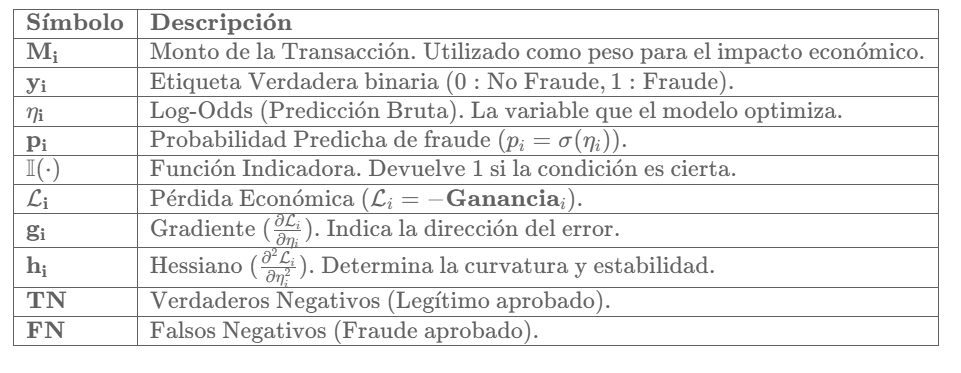 Símbolo Descripción
Mᵢ Monto de la Transacción. Utilizado como peso para el impacto económico.
yᵢ Etiqueta Verdadera binaria (0 : No Fraude, 1 : Fraude).
ηᵢ Log-Odds (Predicción Bruta). La variable que el modelo optimiza.
pᵢ Probabilidad Predicha de fraude (pᵢ = σ(ηᵢ)).
𝕀(·) Función Indicadora. Devuelve 1 si la condición es cierta.
ℒᵢ Pérdida Económica (ℒᵢ = −Gananciaᵢ).
gᵢ Gradiente (∂ℒᵢ/∂ηᵢ). Indica la dirección del error.
hᵢ Hessiano (∂²ℒᵢ/∂ηᵢ²). Determina la curvatura y estabilidad.
TN Verdaderos Negativos (Legítimo aprobado).
FN Falsos Negativos (Fraude aprobado).